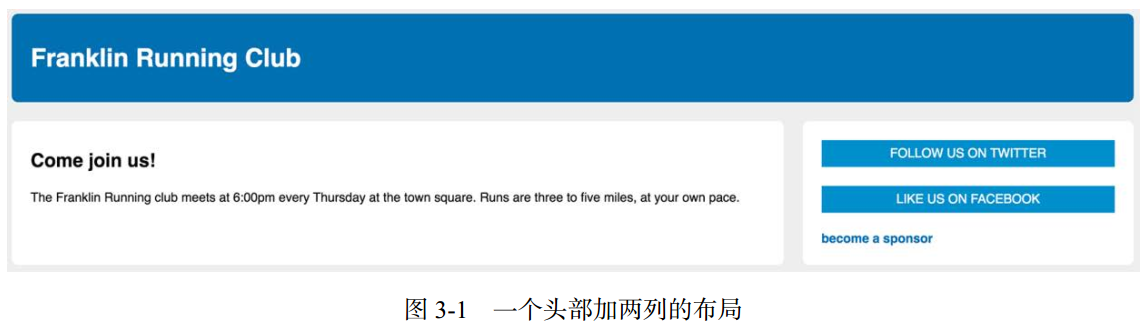 Franklin Running Club
Come join us!
The Franklin Running club meets at 6:00pm every Thursday at the town square. Runs are three to five miles, at your own pace.
FOLLOW US ON TWITTER
LIKE US ON FACEBOOK
become a sponsor
图 3-1 一个头部加两列的布局